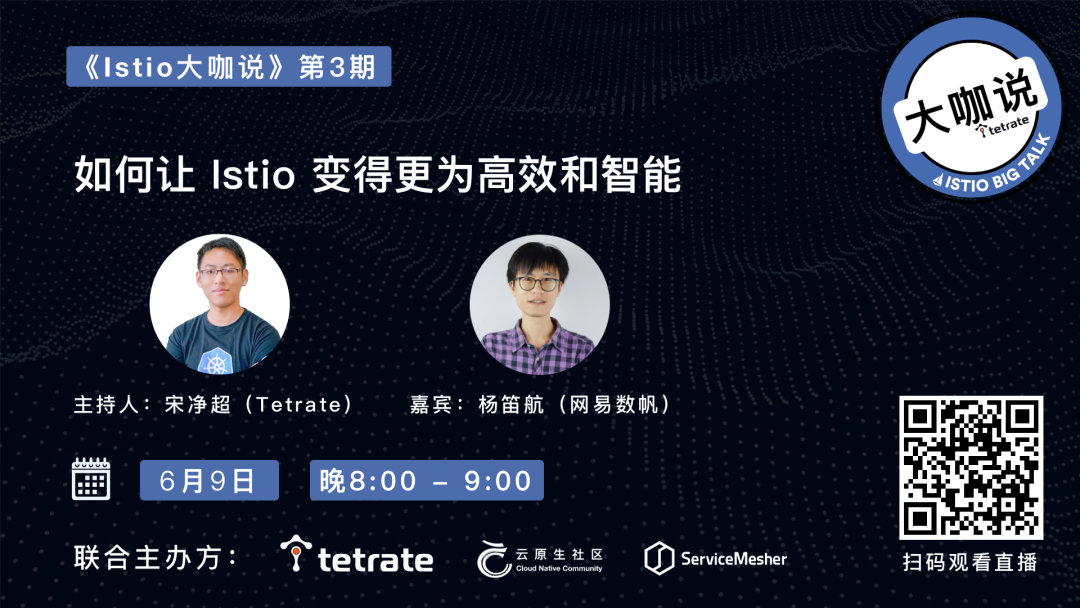 《Istio大咖说》第3期
大咖说
tetrate
ISTIO BIG TALK
如何让 Istio 变得更为高效和智能
主持人：宋净超（Tetrate）
嘉宾：杨笛航（网易数帆）
6月9日
晚8:00 – 9:00
联合主办方：
tetrate
云原生社区
Cloud Native Community
ServiceMesher
扫码观看直播